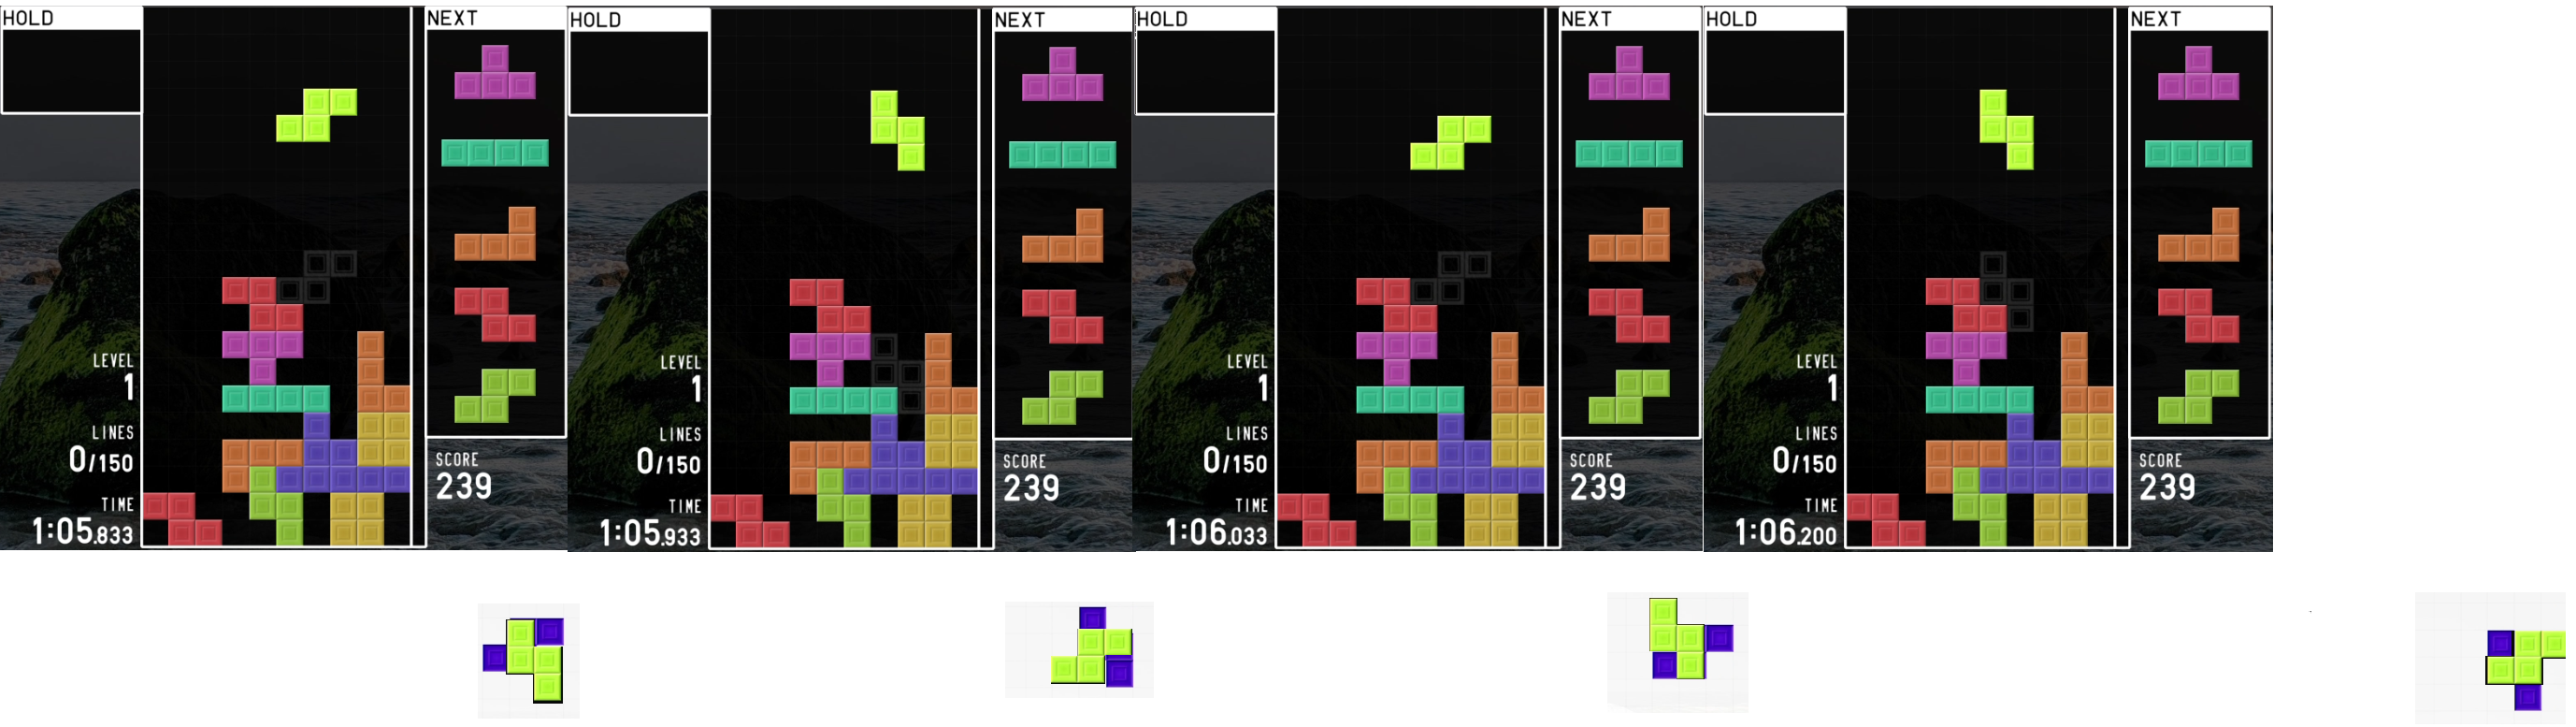 HOLD
NEXT
LEVEL
1
LINES
0/150
TIME
1:05.833
SCORE
239
HOLD
NEXT
LEVEL
1
LINES
0/150
TIME
1:05.933
SCORE
239
HOLD
NEXT
LEVEL
1
LINES
0/150
TIME
1:06.033
SCORE
239
HOLD
NEXT
LEVEL
1
LINES
0/150
TIME
1:06.200
SCORE
239